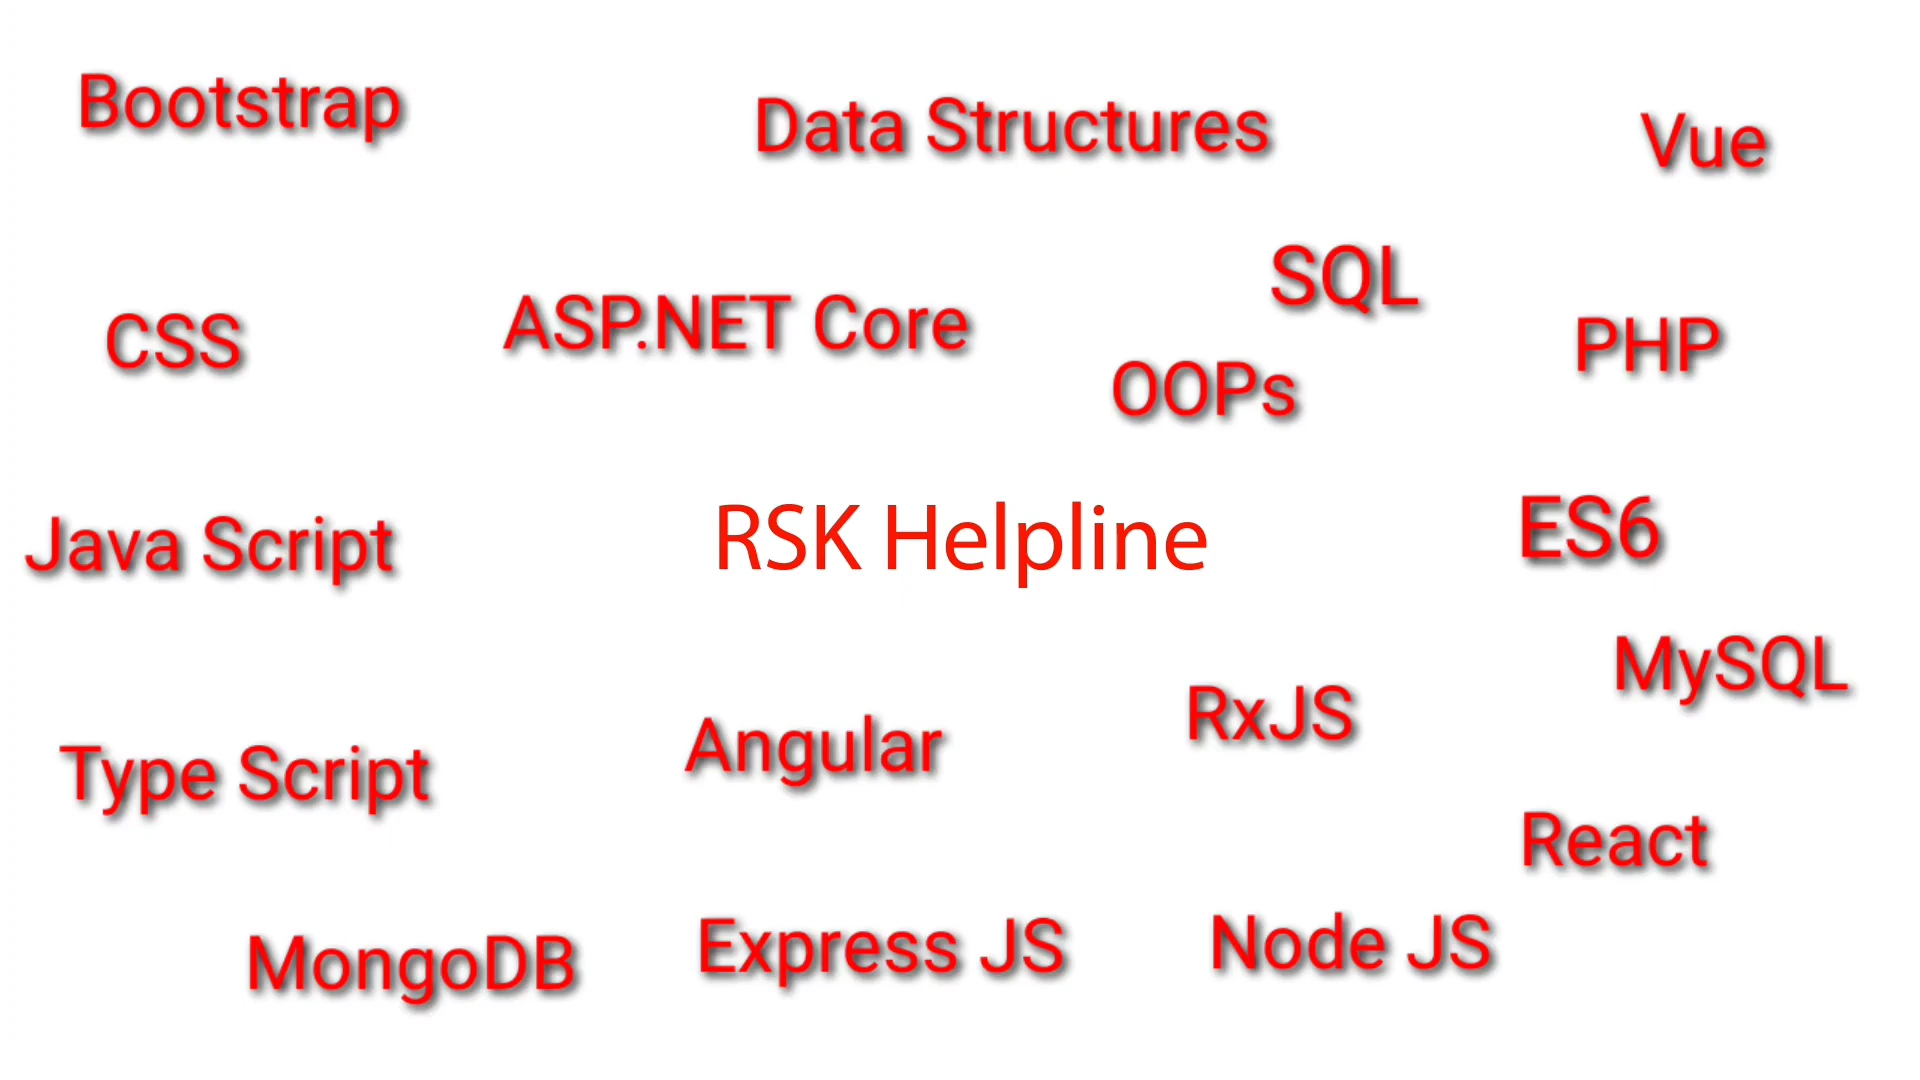 Bootstrap
Data Structures
Vue
SQL
CSS
ASP.NET Core
PHP
OOPs
Java Script
RSK Helpline
ES6
MySQL
RxJS
Type Script
Angular
React
MongoDB
Express JS
Node JS